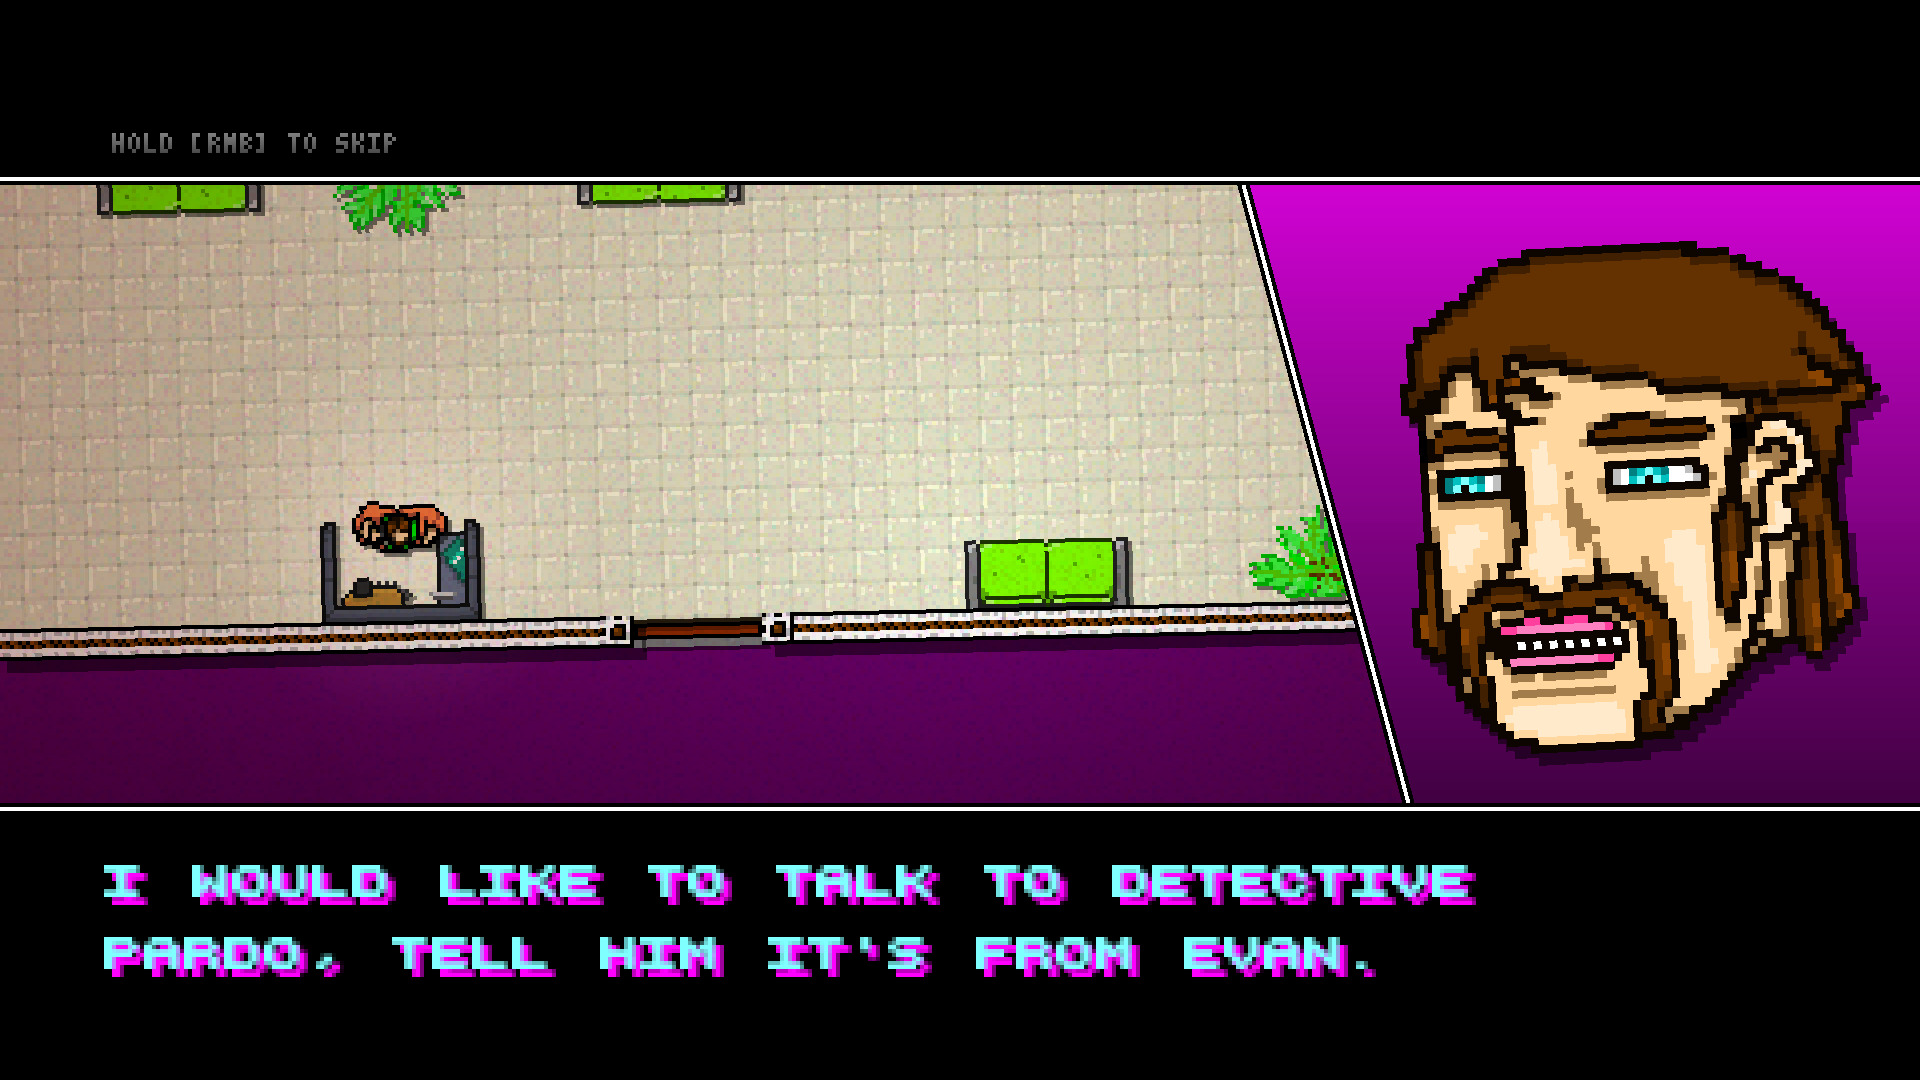 HOLD [RMB] TO SKIP
I WOULD LIKE TO TALK TO DETECTIVE
PARDO, TELL HIM IT'S FROM EVAN.